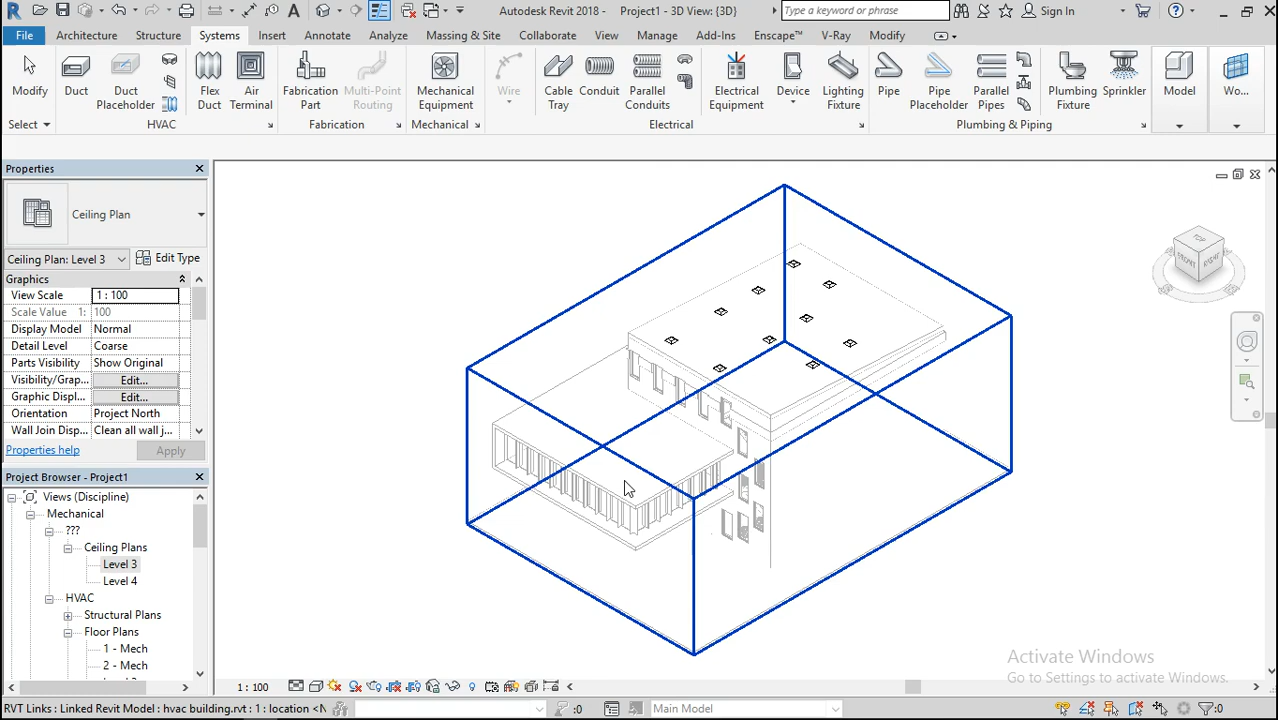 Autodesk Revit 2018 - Project1 - 3D View: {3D}
Type a keyword or phrase
Sign In
File Architecture Structure Systems Insert Annotate Analyze Massing & Site Collaborate View Manage Add-Ins Enscape™ V-Ray Modify
Modify
Duct
Duct Placeholder
Flex Duct
Air Terminal
Fabrication Part
Multi-Point Routing
Mechanical Equipment
Wire
Cable Tray
Conduit
Parallel Conduits
Electrical Equipment
Device
Lighting Fixture
Pipe
Pipe Placeholder
Parallel Pipes
Plumbing Fixture
Sprinkler
Model
Wo...
Select HVAC Fabrication Mechanical Electrical Plumbing & Piping
Properties
Ceiling Plan
Ceiling Plan: Level 3 Edit Type
Graphics
View Scale 1 : 100
Scale Value 1: 100
Display Model Normal
Detail Level Coarse
Parts Visibility Show Original
Visibility/Grap... Edit...
Graphic Displ... Edit...
Orientation Project North
Wall Join Disp... Clean all wall j...
Properties help Apply
Project Browser - Project1
Views (Discipline)
Mechanical
???
Ceiling Plans
Level 3
Level 4
HVAC
Structural Plans
Floor Plans
1 - Mech
2 - Mech
TOP
FRONT
RIGHT
Activate Windows
Go to Settings to activate Windows.
1 : 100
RVT Links : Linked Revit Model : hvac building.rvt : 1 : location <N
:0
Main Model
:0